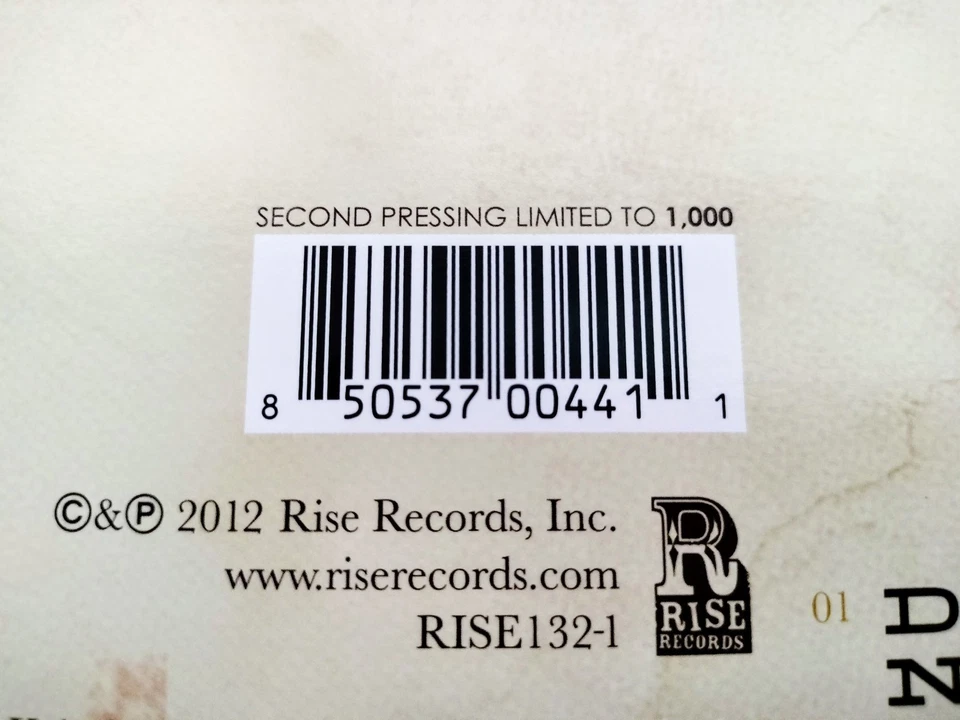 SECOND PRESSING LIMITED TO 1,000
8 50537 00441 1
©&℗ 2012 Rise Records, Inc.
www.riserecords.com
RISE132-1
R
RISE
RECORDS
01
D
N